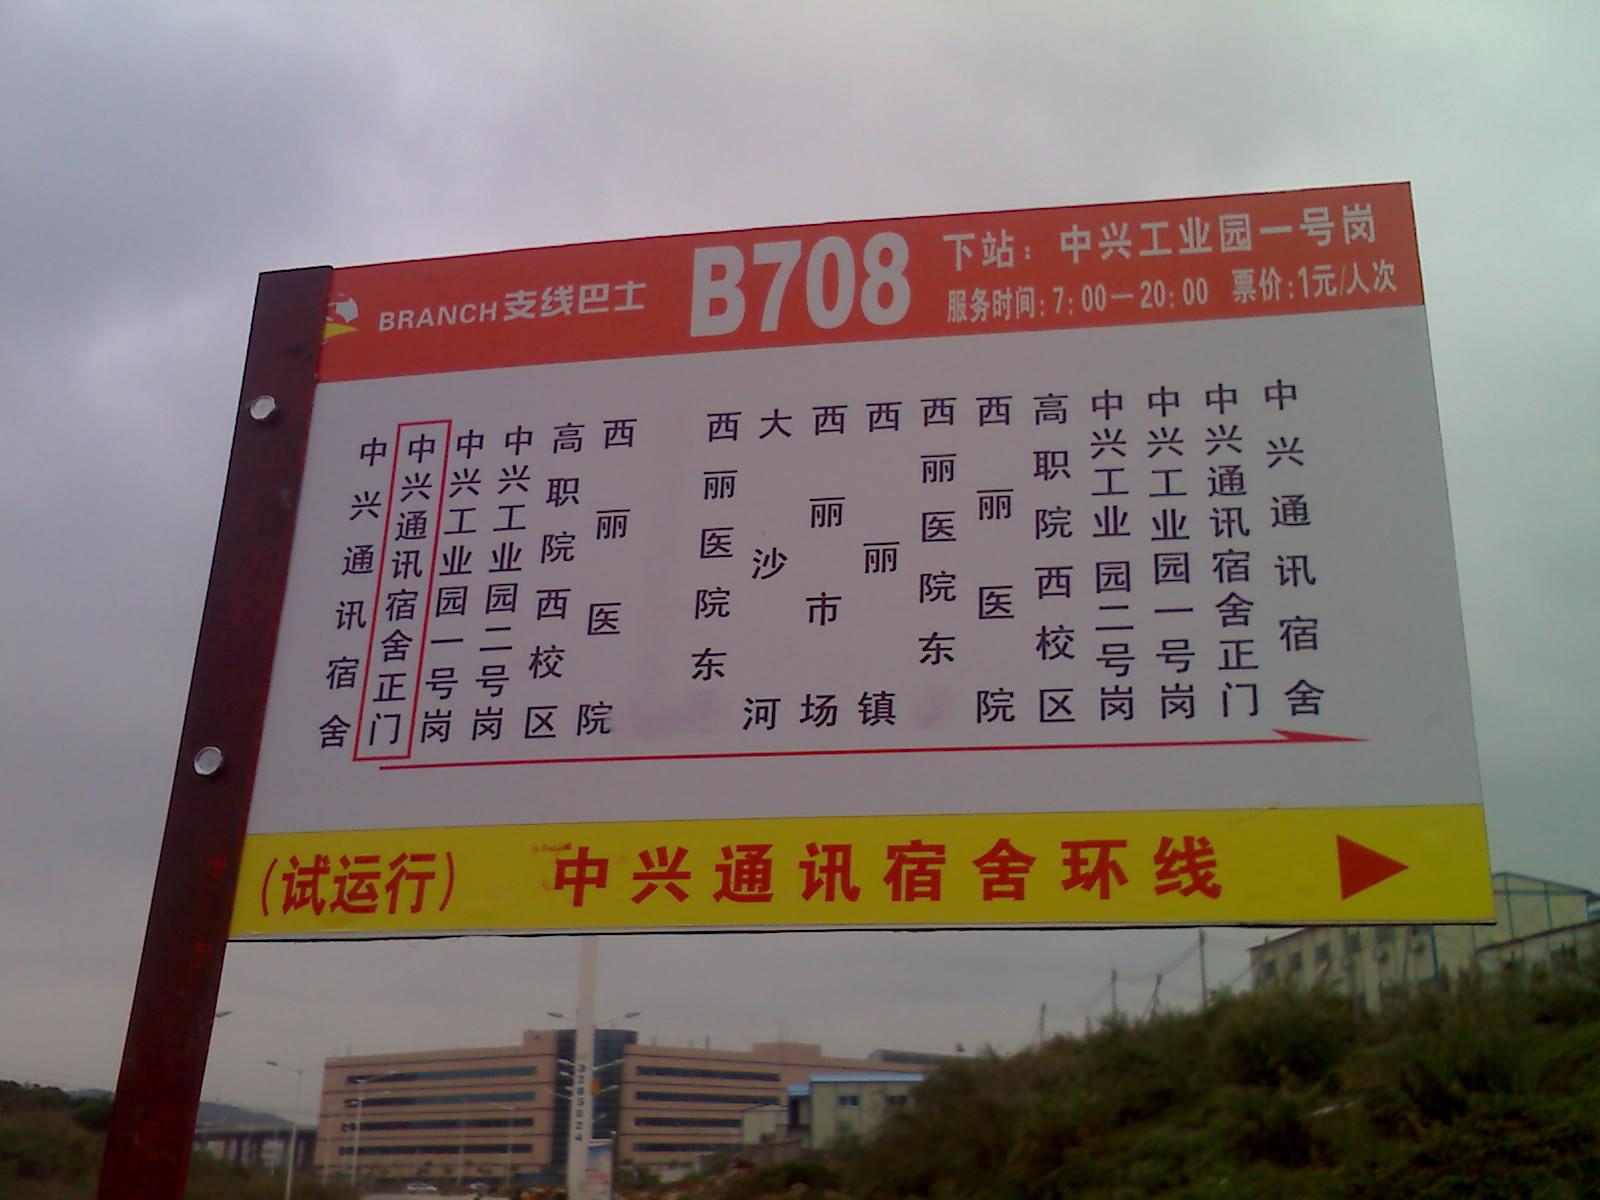 BRANCH 支线巴士
B708
下站：中兴工业园一号岗
服务时间:7:00—20:00 票价:1元/人次
中兴通讯宿舍
中兴通讯宿舍正门
中兴工业园一号岗
中兴工业园二号岗
高职院西校区
西丽医院
西丽医院东
大沙河
西丽市场
西丽镇
西丽医院东
西丽医院
高职院西校区
中兴工业园二号岗
中兴工业园一号岗
中兴通讯宿舍正门
中兴通讯宿舍
(试运行) 中兴通讯宿舍环线